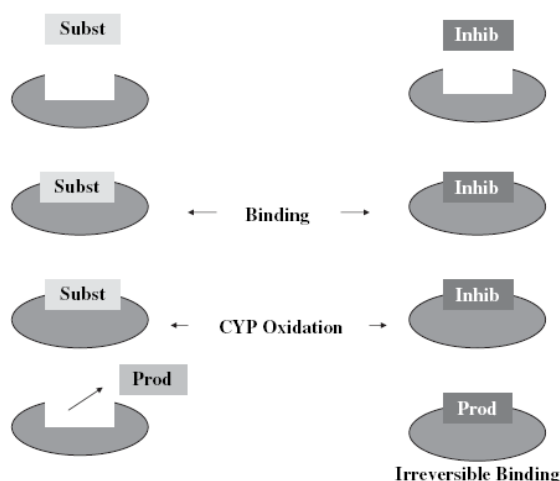 Subst
Inhib
Subst
Inhib
Binding
Subst
Inhib
CYP Oxidation
Prod
Prod
Irreversible Binding